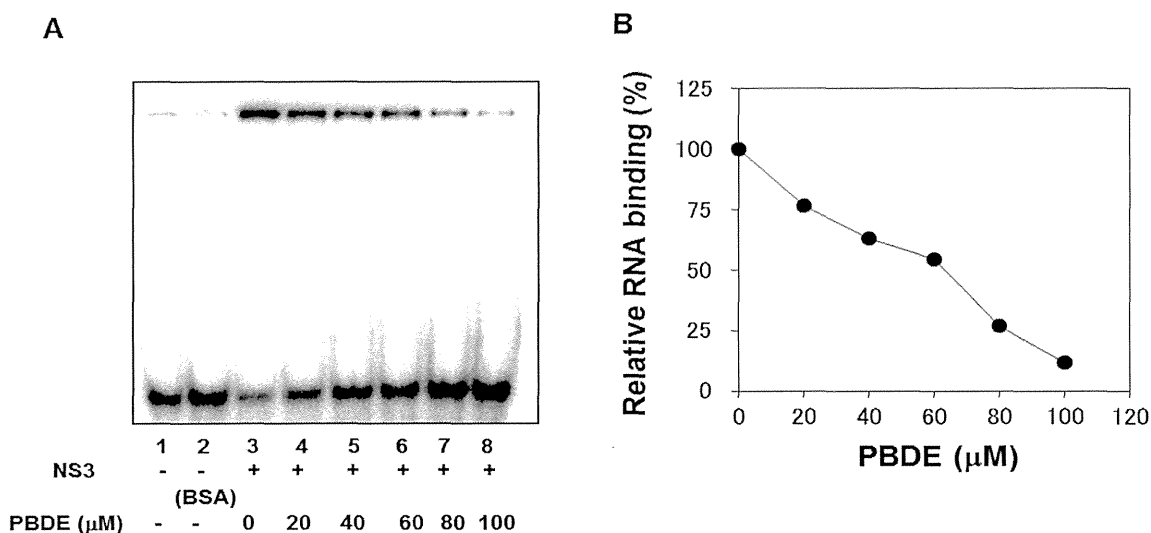 A
1 2 3 4 5 6 7 8
NS3 - - + + + + + +
(BSA)
PBDE (μM) - - 0 20 40 60 80 100
B
Relative RNA binding (%)
125
100
75
50
25
0
0 20 40 60 80 100 120
PBDE (μM)